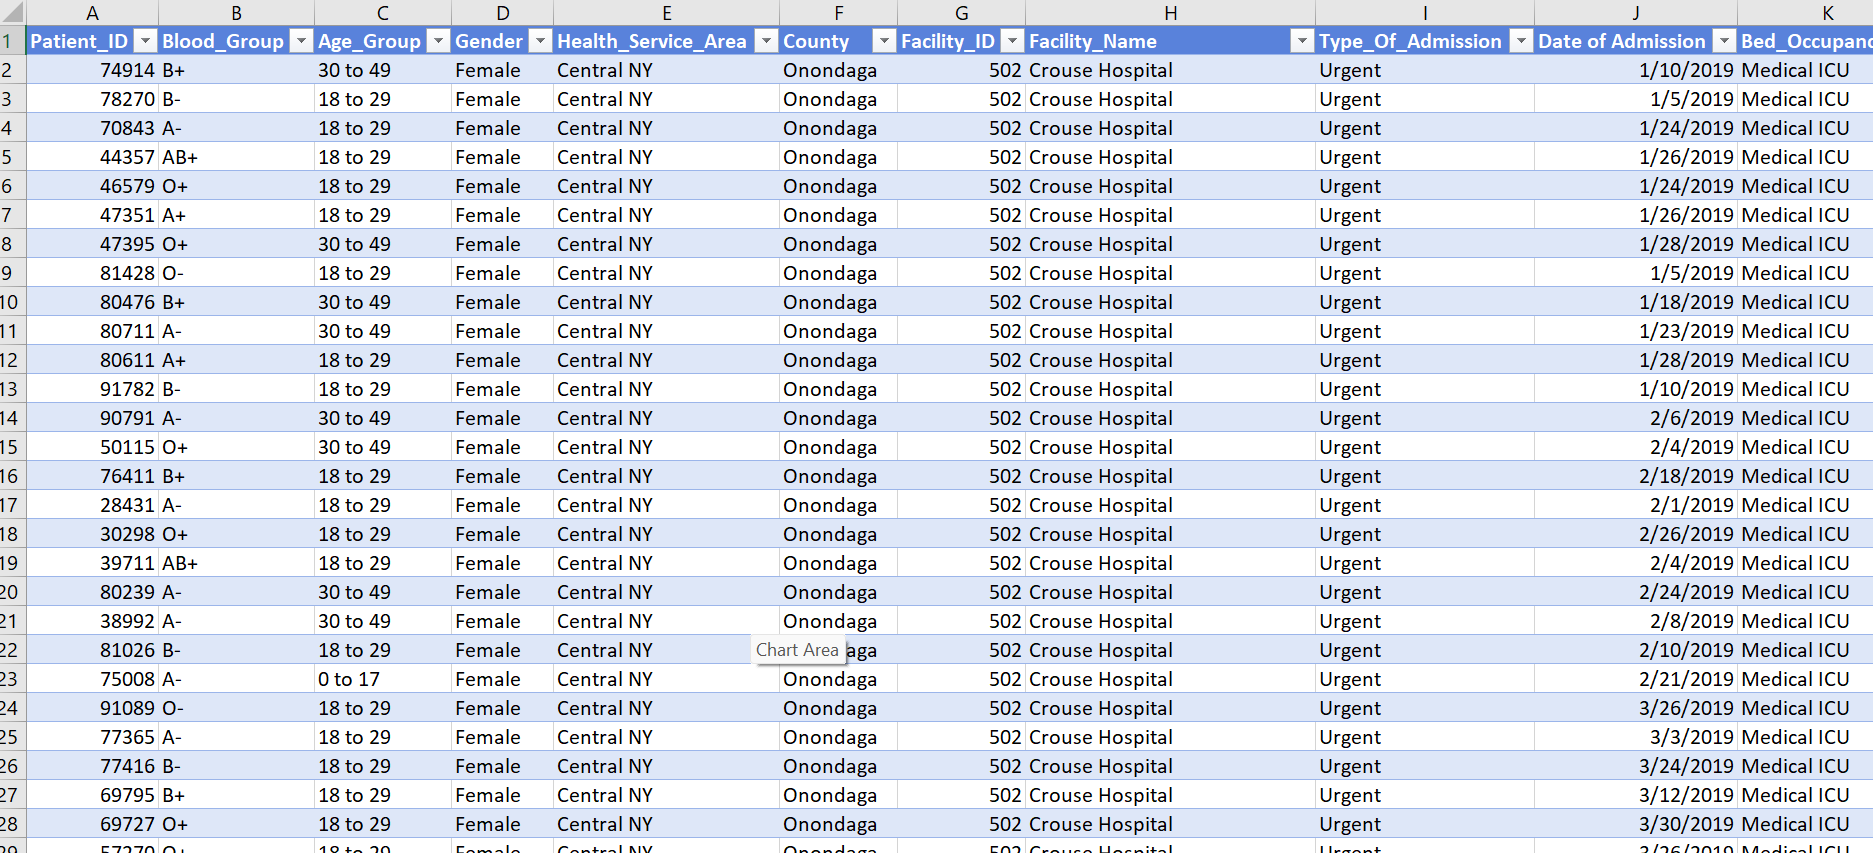 A B C D E F G H I J K
1 Patient_ID Blood_Group Age_Group Gender Health_Service_Area County Facility_ID Facility_Name Type_Of_Admission Date of Admission Bed_Occupanc
2 74914 B+ 30 to 49 Female Central NY Onondaga 502 Crouse Hospital Urgent 1/10/2019 Medical ICU
3 78270 B- 18 to 29 Female Central NY Onondaga 502 Crouse Hospital Urgent 1/5/2019 Medical ICU
4 70843 A- 18 to 29 Female Central NY Onondaga 502 Crouse Hospital Urgent 1/24/2019 Medical ICU
5 44357 AB+ 18 to 29 Female Central NY Onondaga 502 Crouse Hospital Urgent 1/26/2019 Medical ICU
6 46579 O+ 18 to 29 Female Central NY Onondaga 502 Crouse Hospital Urgent 1/24/2019 Medical ICU
7 47351 A+ 18 to 29 Female Central NY Onondaga 502 Crouse Hospital Urgent 1/26/2019 Medical ICU
8 47395 O+ 30 to 49 Female Central NY Onondaga 502 Crouse Hospital Urgent 1/28/2019 Medical ICU
9 81428 O- 18 to 29 Female Central NY Onondaga 502 Crouse Hospital Urgent 1/5/2019 Medical ICU
10 80476 B+ 30 to 49 Female Central NY Onondaga 502 Crouse Hospital Urgent 1/18/2019 Medical ICU
11 80711 A- 30 to 49 Female Central NY Onondaga 502 Crouse Hospital Urgent 1/23/2019 Medical ICU
12 80611 A+ 18 to 29 Female Central NY Onondaga 502 Crouse Hospital Urgent 1/28/2019 Medical ICU
13 91782 B- 18 to 29 Female Central NY Onondaga 502 Crouse Hospital Urgent 1/10/2019 Medical ICU
14 90791 A- 30 to 49 Female Central NY Onondaga 502 Crouse Hospital Urgent 2/6/2019 Medical ICU
15 50115 O+ 30 to 49 Female Central NY Onondaga 502 Crouse Hospital Urgent 2/4/2019 Medical ICU
16 76411 B+ 18 to 29 Female Central NY Onondaga 502 Crouse Hospital Urgent 2/18/2019 Medical ICU
17 28431 A- 18 to 29 Female Central NY Onondaga 502 Crouse Hospital Urgent 2/1/2019 Medical ICU
18 30298 O+ 18 to 29 Female Central NY Onondaga 502 Crouse Hospital Urgent 2/26/2019 Medical ICU
19 39711 AB+ 18 to 29 Female Central NY Onondaga 502 Crouse Hospital Urgent 2/4/2019 Medical ICU
20 80239 A- 30 to 49 Female Central NY Onondaga 502 Crouse Hospital Urgent 2/24/2019 Medical ICU
21 38992 A- 30 to 49 Female Central NY Onondaga 502 Crouse Hospital Urgent 2/8/2019 Medical ICU
22 81026 B- 18 to 29 Female Central NY Chart Area aga 502 Crouse Hospital Urgent 2/10/2019 Medical ICU
23 75008 A- 0 to 17 Female Central NY Onondaga 502 Crouse Hospital Urgent 2/21/2019 Medical ICU
24 91089 O- 18 to 29 Female Central NY Onondaga 502 Crouse Hospital Urgent 3/26/2019 Medical ICU
25 77365 A- 18 to 29 Female Central NY Onondaga 502 Crouse Hospital Urgent 3/3/2019 Medical ICU
26 77416 B- 18 to 29 Female Central NY Onondaga 502 Crouse Hospital Urgent 3/24/2019 Medical ICU
27 69795 B+ 18 to 29 Female Central NY Onondaga 502 Crouse Hospital Urgent 3/12/2019 Medical ICU
28 69727 O+ 18 to 29 Female Central NY Onondaga 502 Crouse Hospital Urgent 3/30/2019 Medical ICU
29 57270 O+ 18 to 29 Female Central NY Onondaga 502 Crouse Hospital Urgent 3/26/2019 Medical ICU